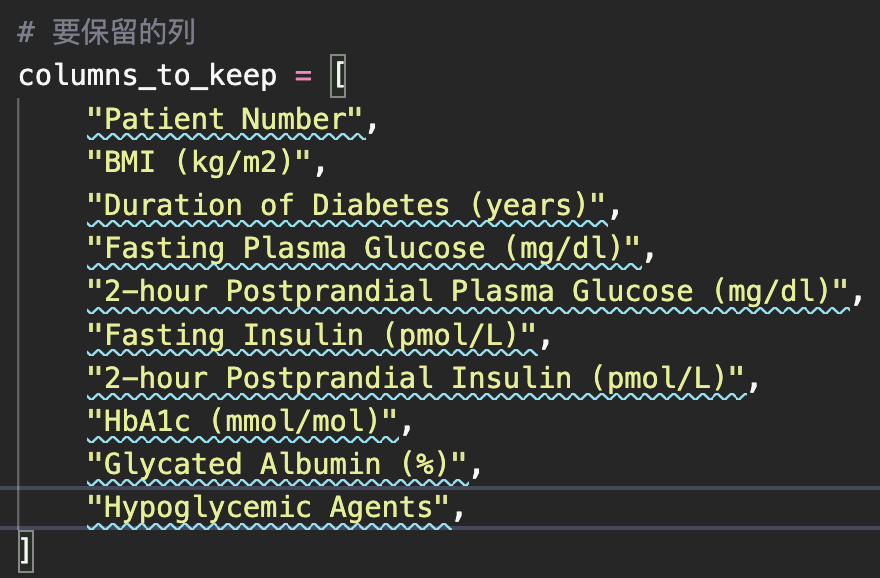 # 要保留的列
columns_to_keep = [
"Patient Number",
"BMI (kg/m2)",
"Duration of Diabetes (years)",
"Fasting Plasma Glucose (mg/dl)",
"2-hour Postprandial Plasma Glucose (mg/dl)",
"Fasting Insulin (pmol/L)",
"2-hour Postprandial Insulin (pmol/L)",
"HbA1c (mmol/mol)",
"Glycated Albumin (%)",
"Hypoglycemic Agents",
]